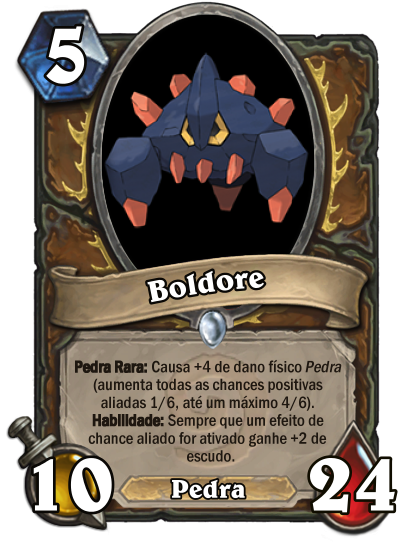 5
Boldore
Pedra Rara: Causa +4 de dano físico Pedra
(aumenta todas as chances positivas
aliadas 1/6, até um máximo 4/6).
Habilidade: Sempre que um efeito de
chance aliado for ativado ganhe +2 de
escudo.
10
Pedra
24